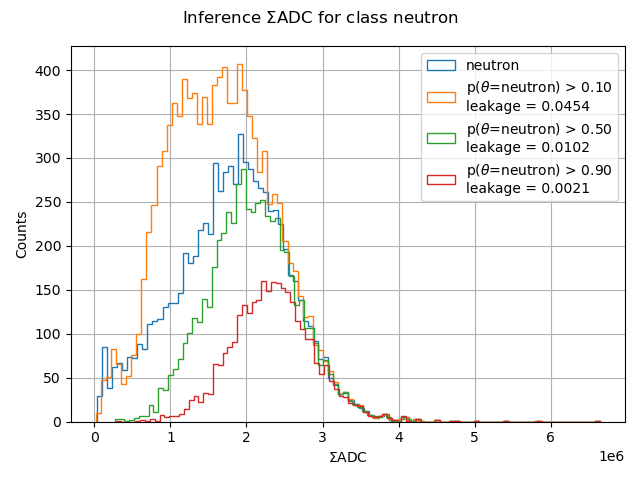 Inference ΣADC for class neutron
neutron
p(θ=neutron) > 0.10
leakage = 0.0454
p(θ=neutron) > 0.50
leakage = 0.0102
p(θ=neutron) > 0.90
leakage = 0.0021
Counts
400
350
300
250
200
150
100
50
0
0 1 2 3 4 5 6
1e6
ΣADC